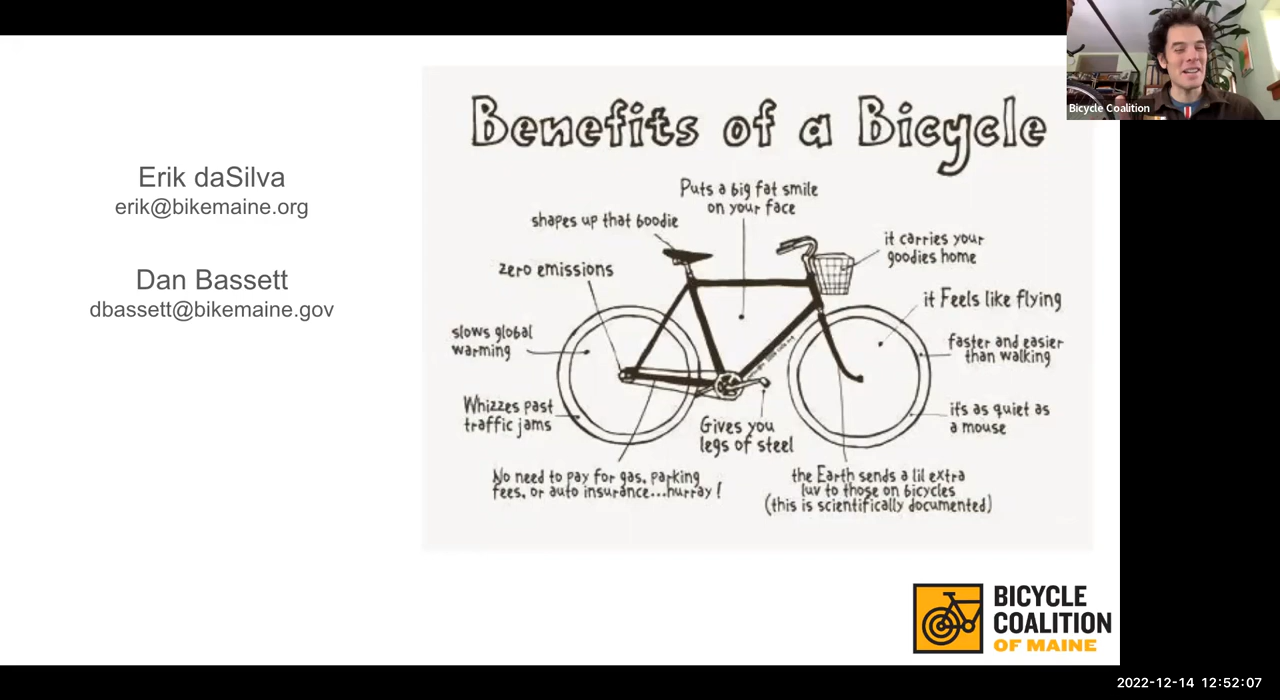 Bicycle Coalition
Erik daSilva
erik@bikemaine.org
Dan Bassett
dbassett@bikemaine.gov
Benefits of a Bicycle
Puts a big fat smile
on your face
shapes up that boodie
it carries your
goodies home
zero emissions
it Feels like flying
slows global
warming
faster and easier
than walking
Whizzes past
traffic jams
it's as quiet as
a mouse
Gives you
legs of steel
No need to pay for gas, parking
fees, or auto insurance...hurray!
the Earth sends a lil extra
luv to those on bicycles
(this is scientifically documented)
BICYCLE
COALITION
OF MAINE
2022-12-14 12:52:07